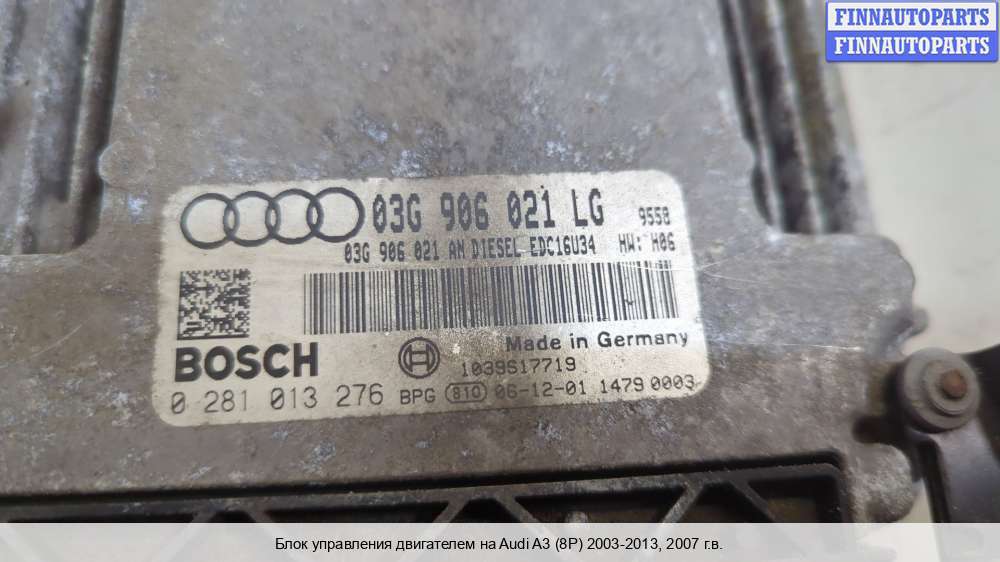 FINNAUTOPARTS
FINNAUTOPARTS
03G 906 021 LG 9558
03G 906 021 AM DIESEL EDC16U34 HW: H06
Made in Germany
BOSCH 1039S17719
0 281 013 276 BPG 810 06-12-01 1479 0003
Блок управления двигателем на Audi A3 (8P) 2003-2013, 2007 г.в.